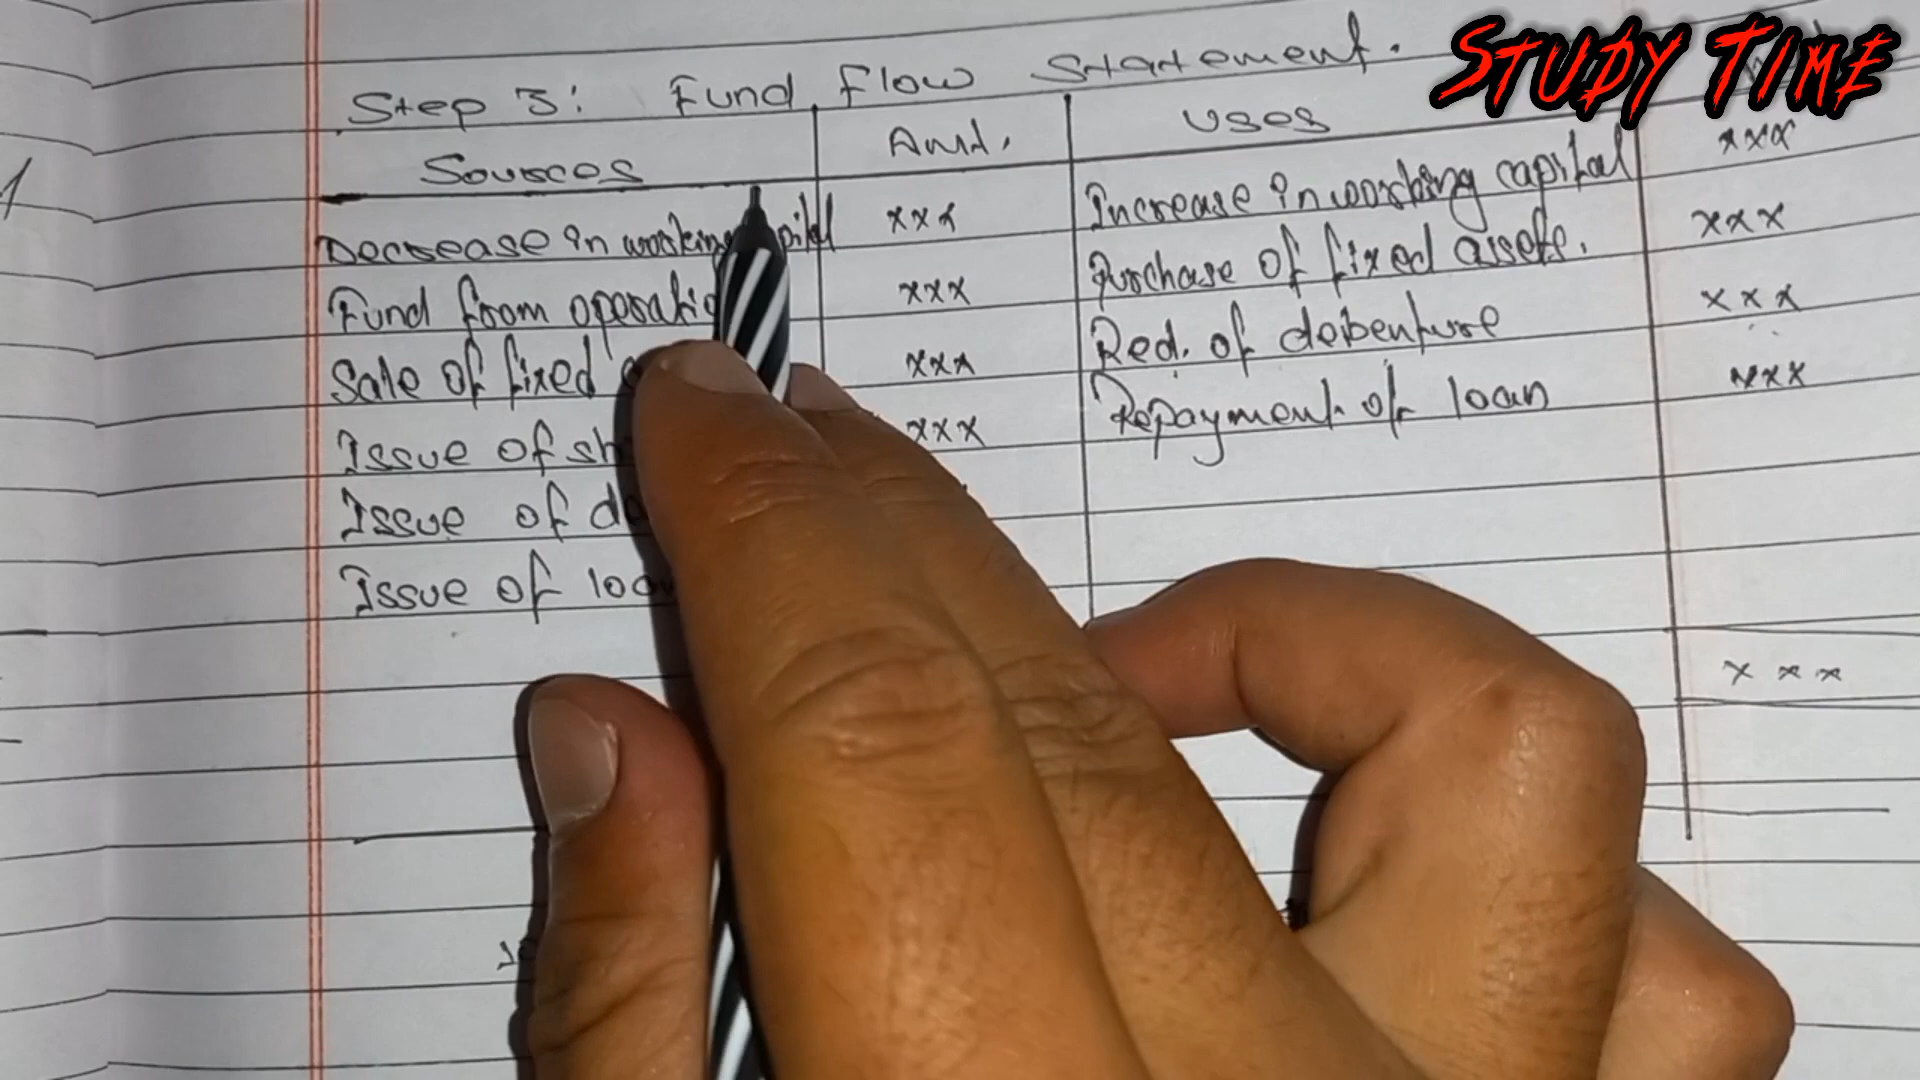 STUDY TIME
Step 3: Fund Flow Statement.
Sources Amt. Uses
Decrease in working xxx Increase in working capital xxx
Fund from xxx Purchase of fixed assets. xxx
Sale of fixed xxx Red. of debenture xxx
Issue of xxx Repayment of loan xxx
Issue of
Issue of
xxx